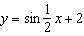 y = sin 1/2 x + 2